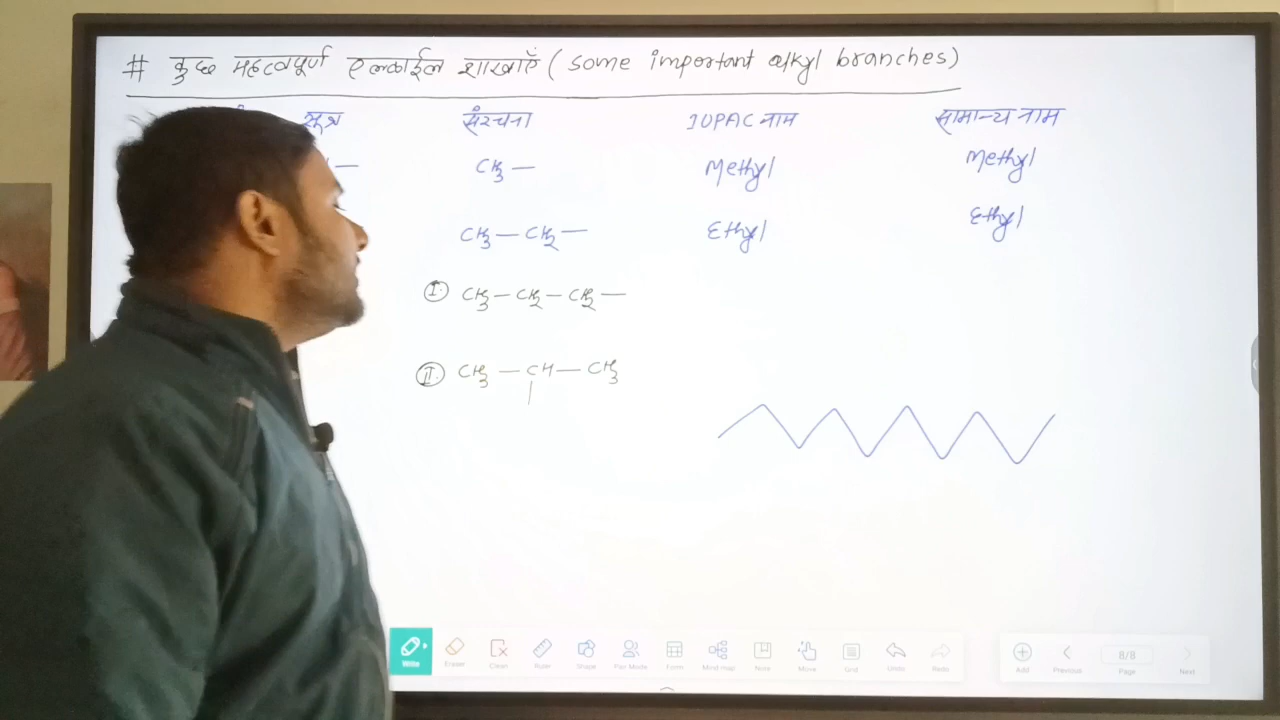 # कुछ महत्वपूर्ण एल्काईल शाखाएँ (some important alkyl branches)
सूत्र संरचना IUPAC नाम सामान्य नाम
— CH3— Methyl Methyl
CH3—CH2— Ethyl Ethyl
I. CH3—CH2—CH2—
II. CH3—CH—CH3
|
Write Eraser Clean Ruler Shape Pair Mode Form Mind map Note Move Grid Undo Redo
Add Previous 8/8 Page Next